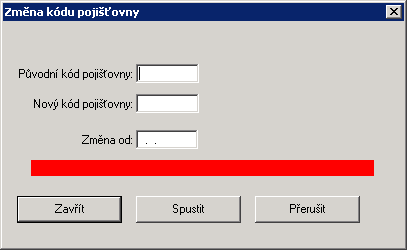 Změna kódu pojišťovny
Původní kód pojišťovny:
Nový kód pojišťovny:
Změna od: . .
Zavřít Spustit Přerušit